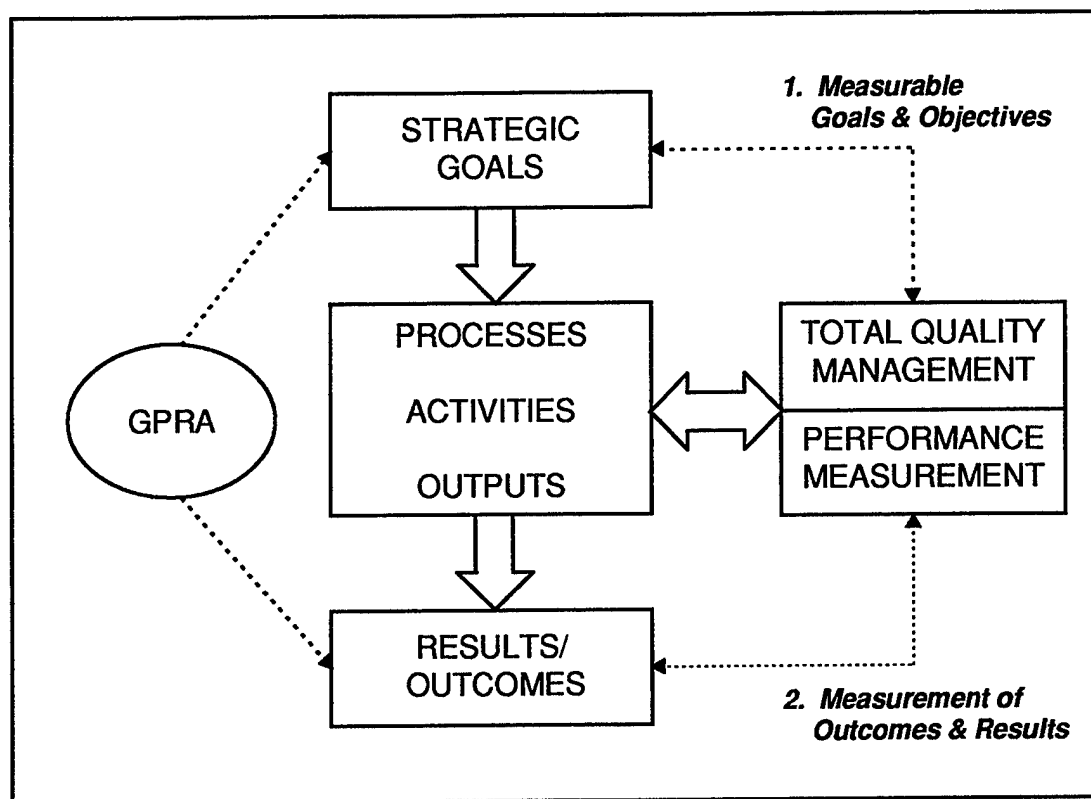 1. Measurable
Goals & Objectives
STRATEGIC
GOALS
PROCESSES
ACTIVITIES
OUTPUTS
TOTAL QUALITY
MANAGEMENT
PERFORMANCE
MEASUREMENT
GPRA
RESULTS/
OUTCOMES
2. Measurement of
Outcomes & Results